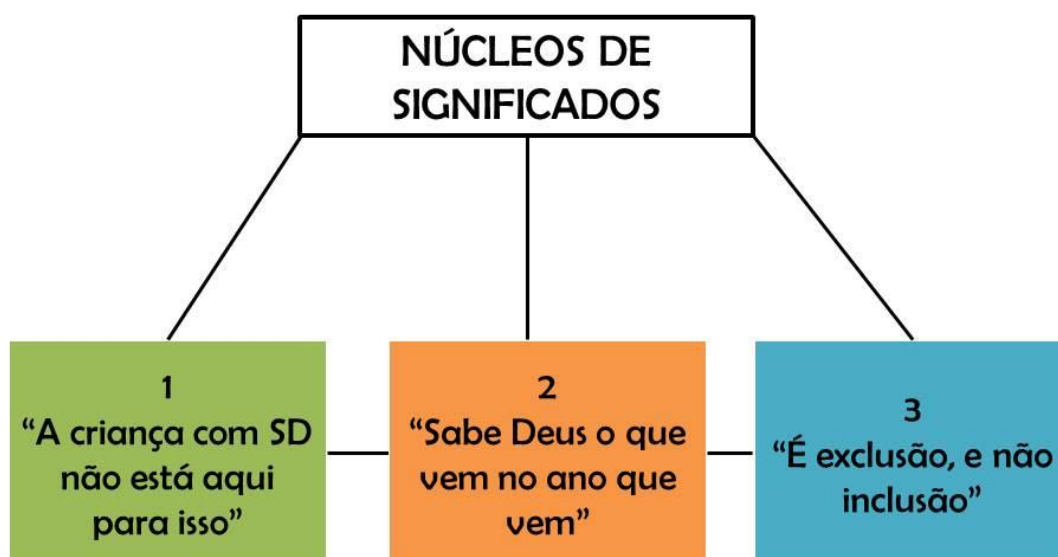 NÚCLEOS DE
SIGNIFICADOS
1
“A criança com SD
não está aqui
para isso”
2
“Sabe Deus o que
vem no ano que
vem”
3
“É exclusão, e não
inclusão”